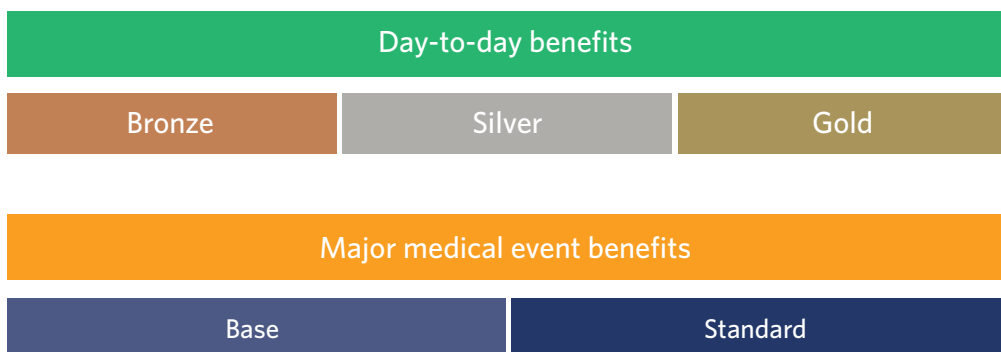 Day-to-day benefits
Bronze Silver Gold
Major medical event benefits
Base Standard